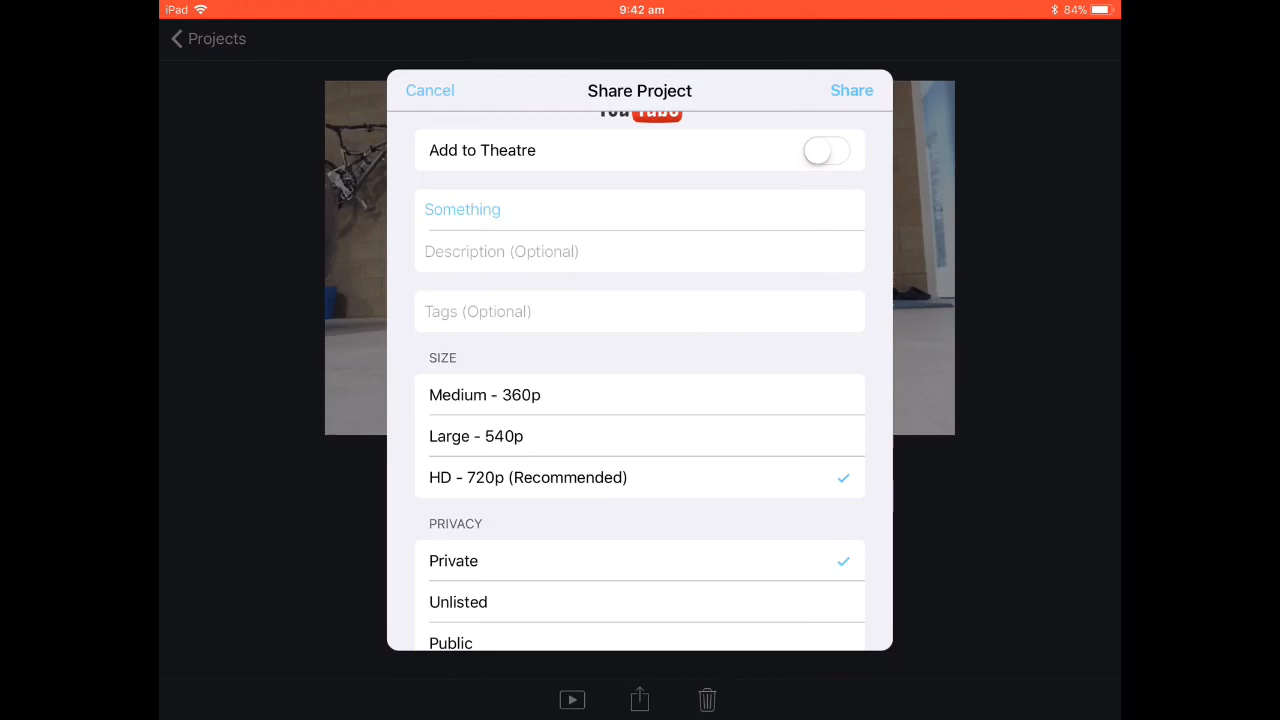 iPad 9:42 am 84%
Projects
Cancel Share Project Share
YouTube
Add to Theatre
Something
Description (Optional)
Tags (Optional)
SIZE
Medium - 360p
Large - 540p
HD - 720p (Recommended)
PRIVACY
Private
Unlisted
Public